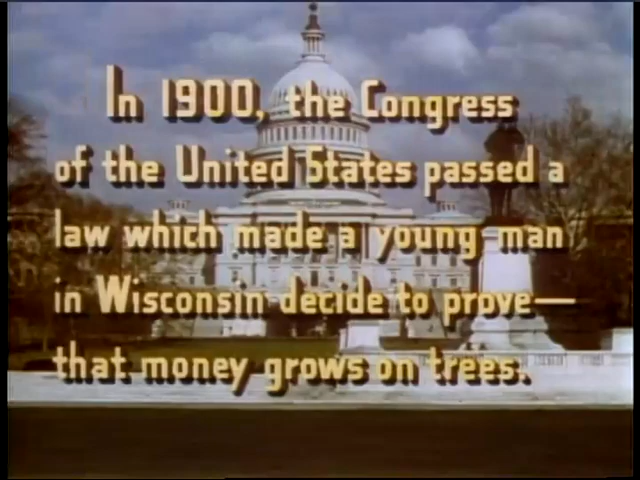 In 1900, the Congress
of the United States passed a
law which made a young man
in Wisconsin decide to prove—
that money grows on trees.